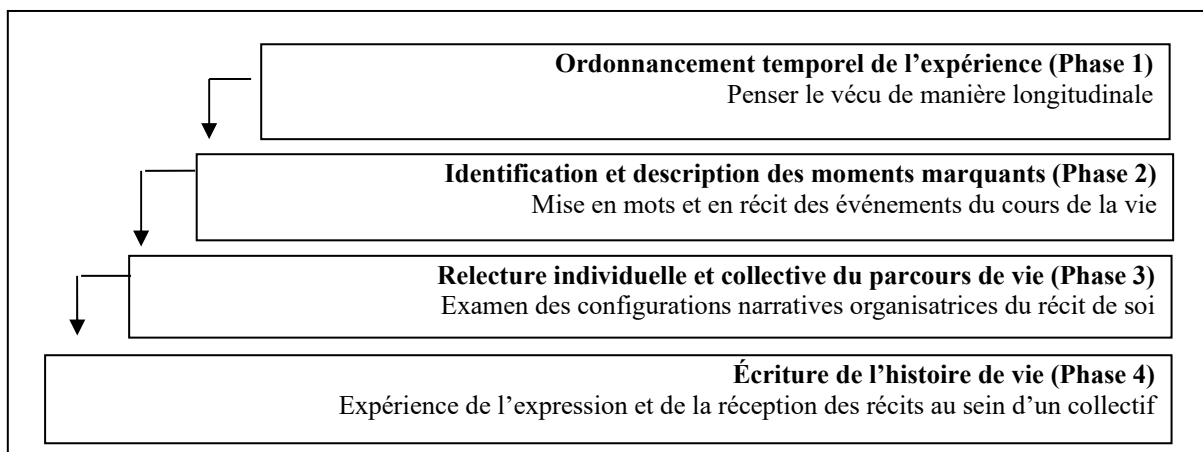 Ordonnancement temporel de l’expérience (Phase 1)
Penser le vécu de manière longitudinale
Identification et description des moments marquants (Phase 2)
Mise en mots et en récit des événements du cours de la vie
Relecture individuelle et collective du parcours de vie (Phase 3)
Examen des configurations narratives organisatrices du récit de soi
Écriture de l’histoire de vie (Phase 4)
Expérience de l’expression et de la réception des récits au sein d’un collectif